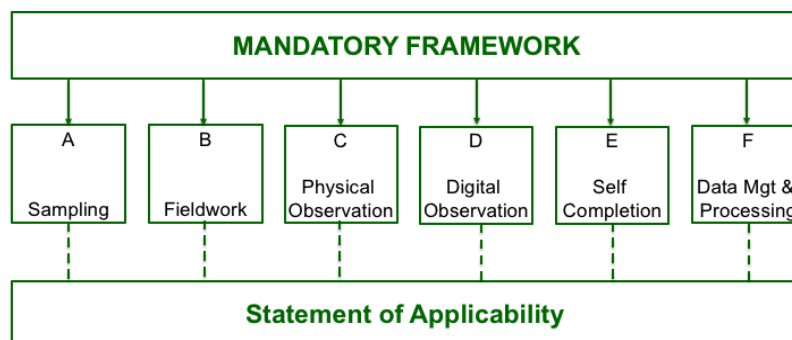 MANDATORY FRAMEWORK
A
Sampling
B
Fieldwork
C
Physical
Observation
D
Digital
Observation
E
Self
Completion
F
Data Mgt &
Processing
Statement of Applicability